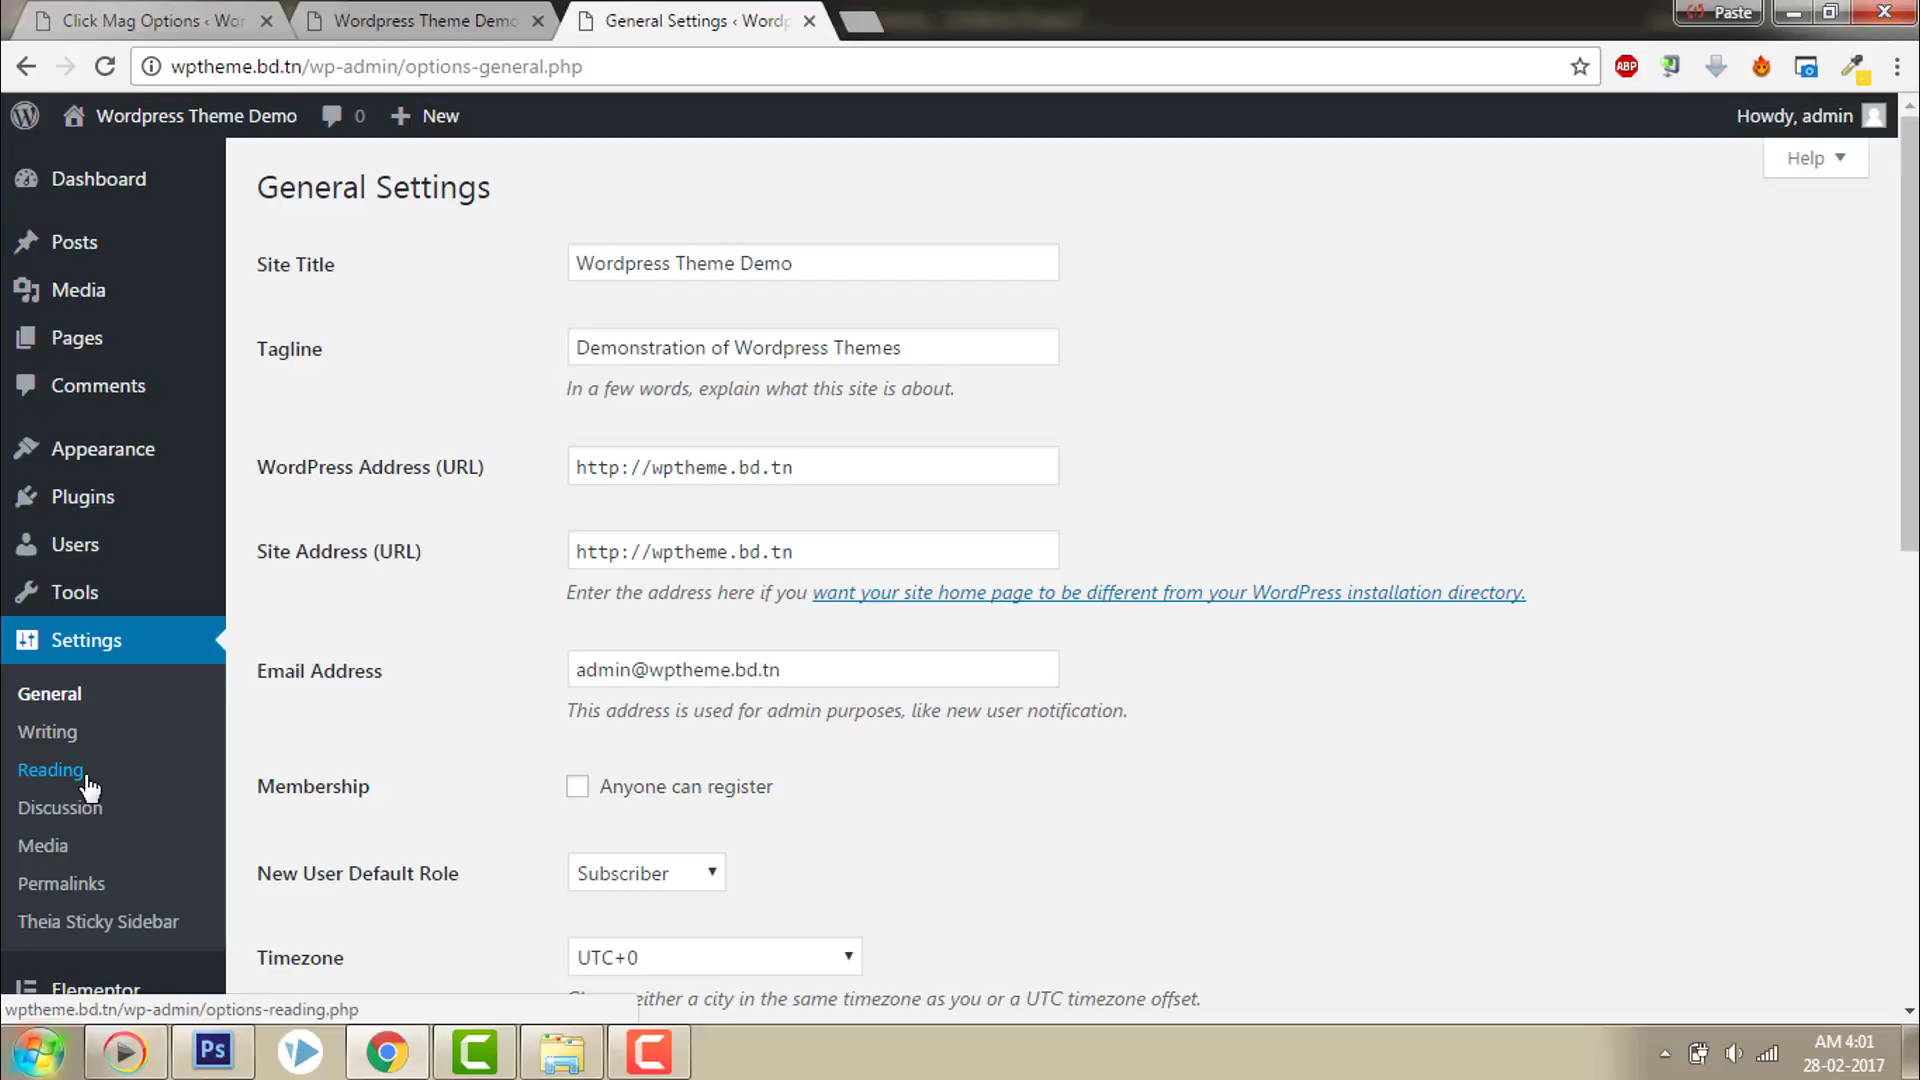 Click Mag Options ‹ Wor
Wordpress Theme Demo
General Settings ‹ Wordp
Paste
wptheme.bd.tn/wp-admin/options-general.php
ABP
Wordpress Theme Demo
0
New
Howdy, admin
Help
Dashboard
Posts
Media
Pages
Comments
Appearance
Plugins
Users
Tools
Settings
General
Writing
Reading
Discussion
Media
Permalinks
Theia Sticky Sidebar
Elementor
General Settings
Site Title
Wordpress Theme Demo
Tagline
Demonstration of Wordpress Themes
In a few words, explain what this site is about.
WordPress Address (URL)
http://wptheme.bd.tn
Site Address (URL)
http://wptheme.bd.tn
Enter the address here if you want your site home page to be different from your WordPress installation directory.
Email Address
admin@wptheme.bd.tn
This address is used for admin purposes, like new user notification.
Membership
Anyone can register
New User Default Role
Subscriber
Timezone
UTC+0
either a city in the same timezone as you or a UTC timezone offset.
wptheme.bd.tn/wp-admin/options-reading.php
Ps
AM 4:01
28-02-2017